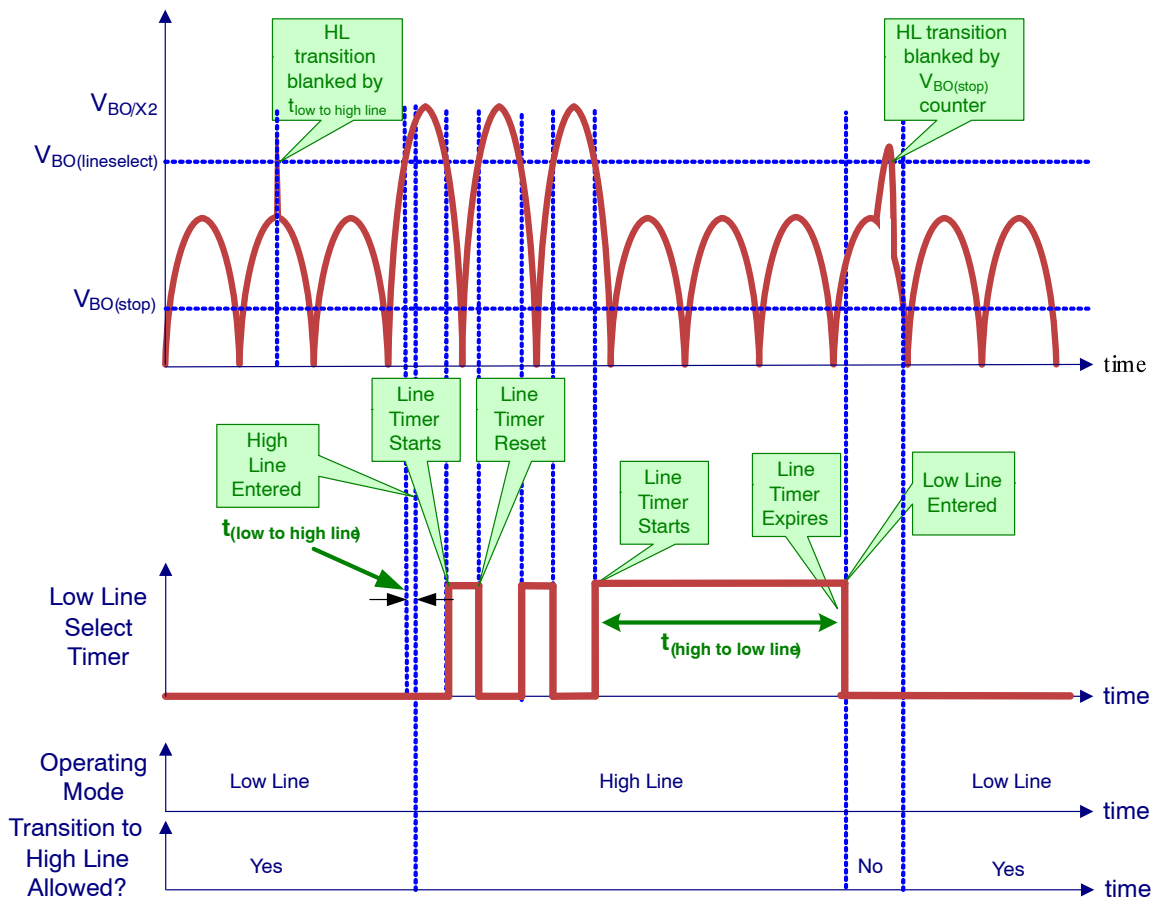 HL
transition
blanked by
t low to high line
HL transition
blanked by
VBO(stop)
counter
VBO/X2
VBO(lineselect)
VBO(stop)
time
Line
Timer
Starts
Line
Timer
Reset
High
Line
Entered
Line
Timer
Starts
Line
Timer
Expires
Low Line
Entered
t(low to high line)
Low Line
Select
Timer
t(high to low line)
time
Operating
Mode
Low Line
High Line
Low Line
time
Transition to
High Line
Allowed?
Yes
No
Yes
time